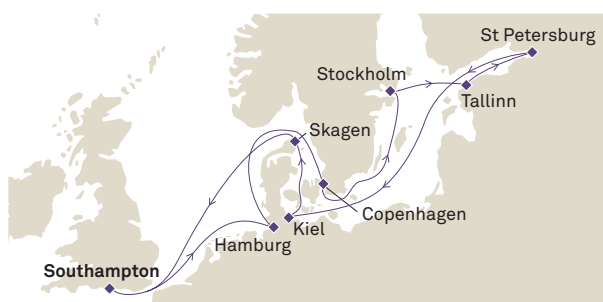 St Petersburg
Stockholm
Tallinn
Skagen
Copenhagen
Kiel
Hamburg
Southampton